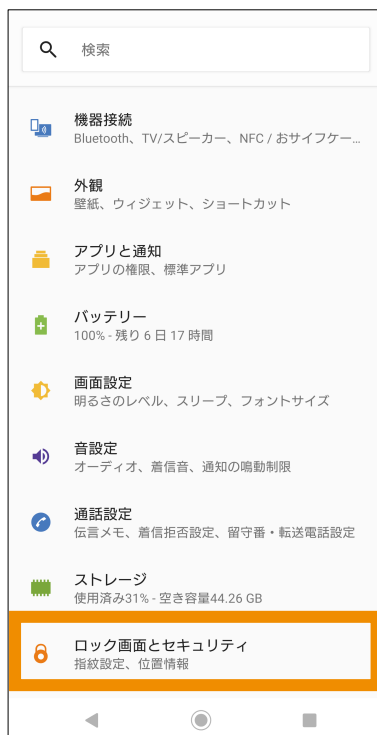 検索
機器接続
Bluetooth、TV/スピーカー、NFC / おサイフケー...
外観
壁紙、ウィジェット、ショートカット
アプリと通知
アプリの権限、標準アプリ
バッテリー
100% - 残り 6 日 17 時間
画面設定
明るさのレベル、スリープ、フォントサイズ
音設定
オーディオ、着信音、通知の鳴動制限
通話設定
伝言メモ、着信拒否設定、留守番・転送電話設定
ストレージ
使用済み31% - 空き容量44.26 GB
ロック画面とセキュリティ
指紋設定、位置情報